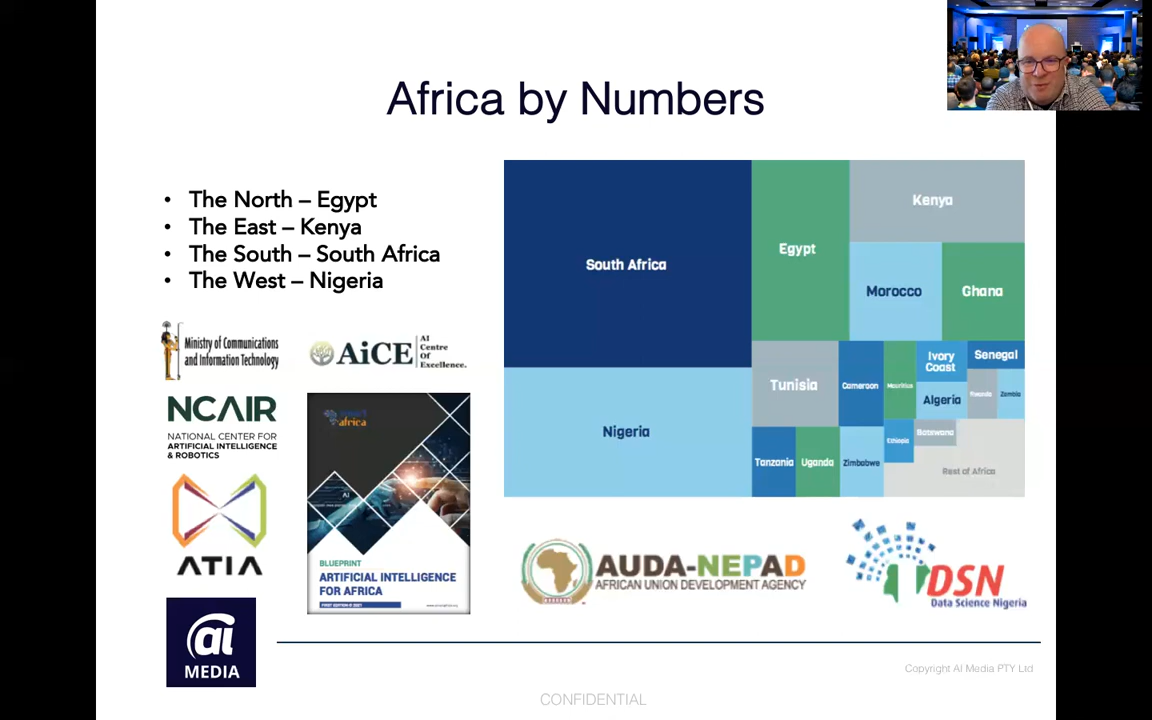 Africa by Numbers
• The North – Egypt
• The East – Kenya
• The South – South Africa
• The West – Nigeria
Ministry of Communications
and Information Technology
AiCE
AI
Centre
Of
Excellence.
NCAIR
NATIONAL CENTER FOR
ARTIFICIAL INTELLIGENCE
& ROBOTICS
ATIA
africa
AI
BLUEPRINT
ARTIFICIAL INTELLIGENCE
FOR AFRICA
South Africa
Nigeria
Egypt
Kenya
Morocco
Ghana
Tunisia
Cameroon
Mauritius
Ivory
Coast
Senegal
Algeria
Rwanda
Zambia
Tanzania
Uganda
Zimbabwe
Ethiopia
Botswana
Rest of Africa
AUDA-NEPAD
AFRICAN UNION DEVELOPMENT AGENCY
DSN
Data Science Nigeria
ai
MEDIA
Copyright AI Media PTY Ltd
CONFIDENTIAL